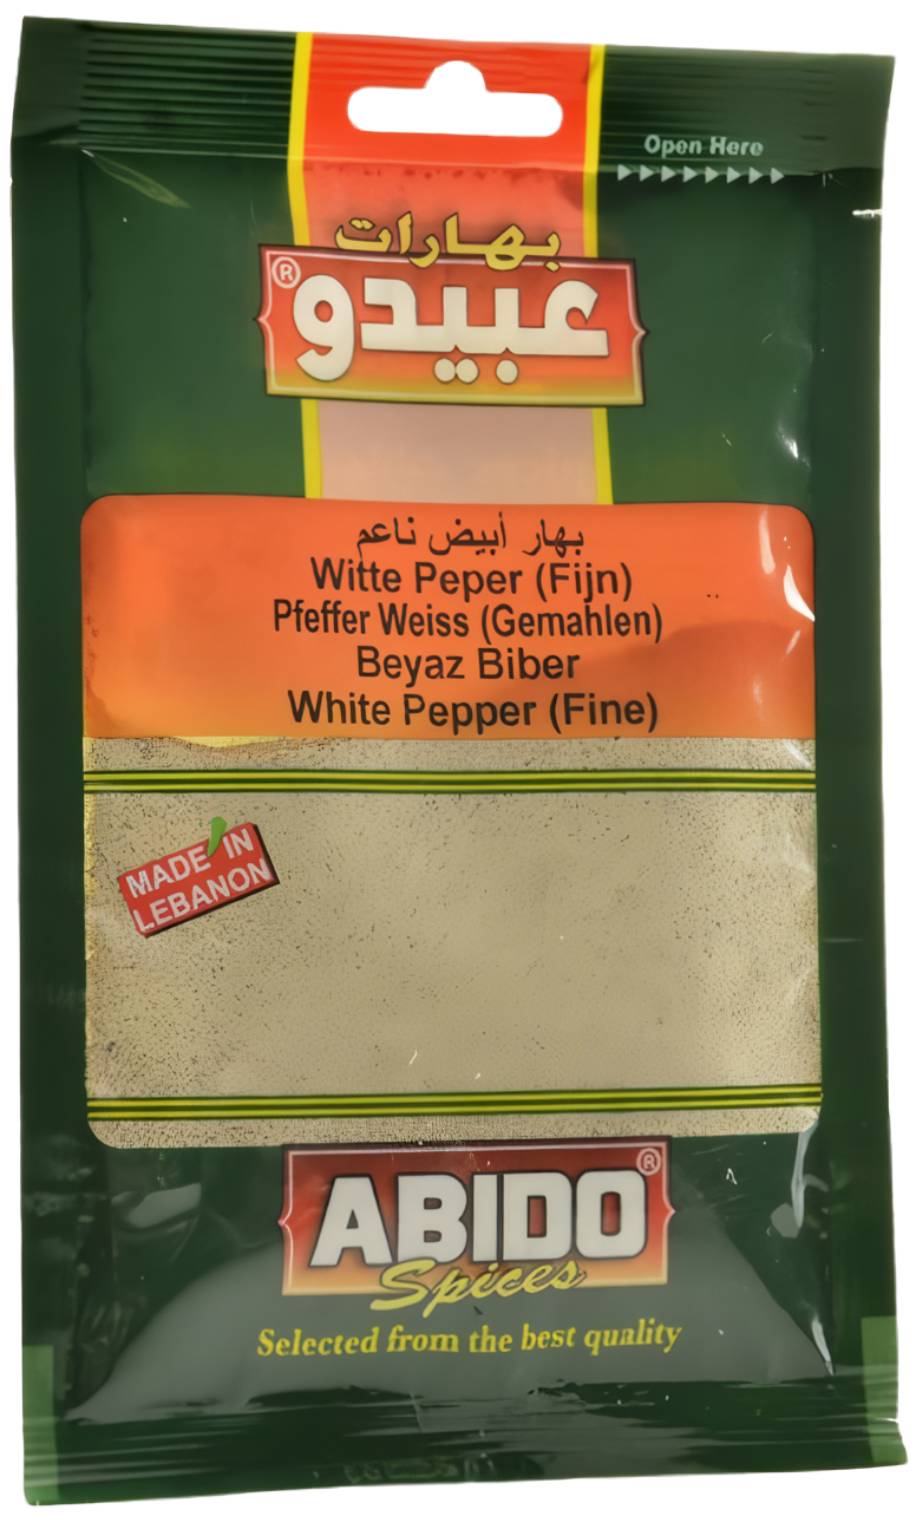 Open Here
بهارات
عبيدو®
بهار أبيض ناعم
Witte Peper (Fijn)
Pfeffer Weiss (Gemahlen)
Beyaz Biber
White Pepper (Fine)
MADE IN
LEBANON
ABIDO®
Spices
Selected from the best quality